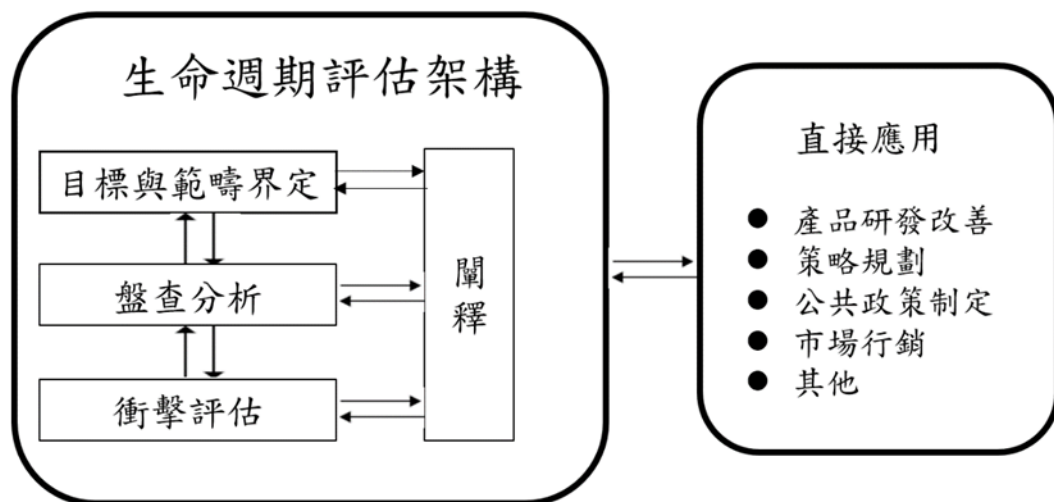 生命週期評估架構
目標與範疇界定
盤查分析
衝擊評估
闡釋
直接應用
● 產品研發改善
● 策略規劃
● 公共政策制定
● 市場行銷
● 其他